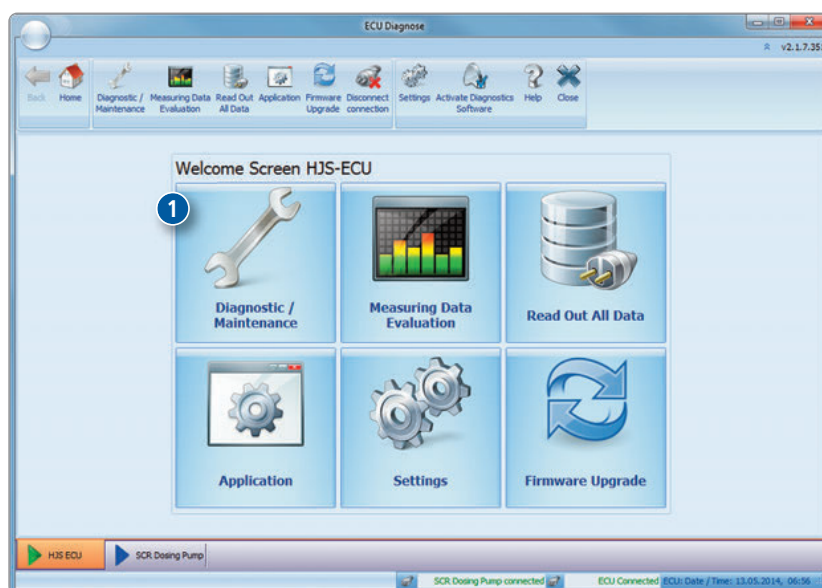 ECU Diagnose
v2.1.7.35
Back Home Diagnostic / Measuring Data Read Out Application Firmware Disconnect Settings Activate Diagnostics Help Close
Maintenance Evaluation All Data Upgrade connection Software
Welcome Screen HJS-ECU
1
Diagnostic /
Maintenance
Measuring Data
Evaluation
Read Out All Data
Application
Settings
Firmware Upgrade
HJS ECU
SCR Dosing Pump
SCR Dosing Pump connected
ECU Connected
ECU: Date / Time: 13.05.2014, 06:56